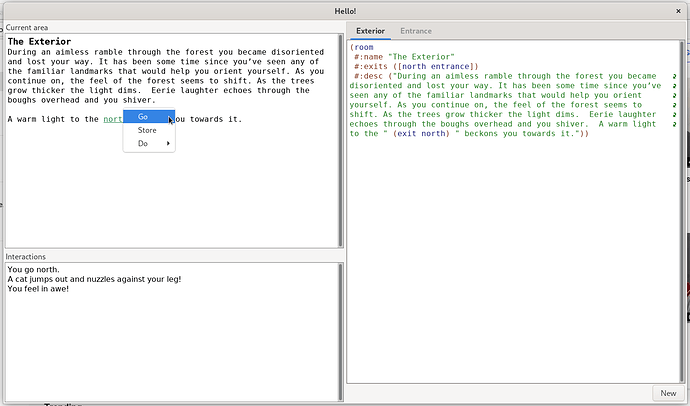 Hello!
Current area
The Exterior
During an aimless ramble through the forest you became disoriented
and lost your way. It has been some time since you've seen any of
the familiar landmarks that would help you orient yourself. As you
continue on, the feel of the forest seems to shift. As the trees
grow thicker the light dims.  Eerie laughter echoes through the
boughs overhead and you shiver.
A warm light to the nort ou towards it.
Go
Store
Do
Interactions
You go north.
A cat jumps out and nuzzles against your leg!
You feel in awe!
Exterior
Entrance
(room
#:name "The Exterior"
#:exits ([north entrance])
#:desc ("During an aimless ramble through the forest you became
disoriented and lost your way. It has been some time since you've
seen any of the familiar landmarks that would help you orient
yourself. As you continue on, the feel of the forest seems to
shift. As the trees grow thicker the light dims.  Eerie laughter
echoes through the boughs overhead and you shiver.  A warm light
to the " (exit north) " beckons you towards it."))
New